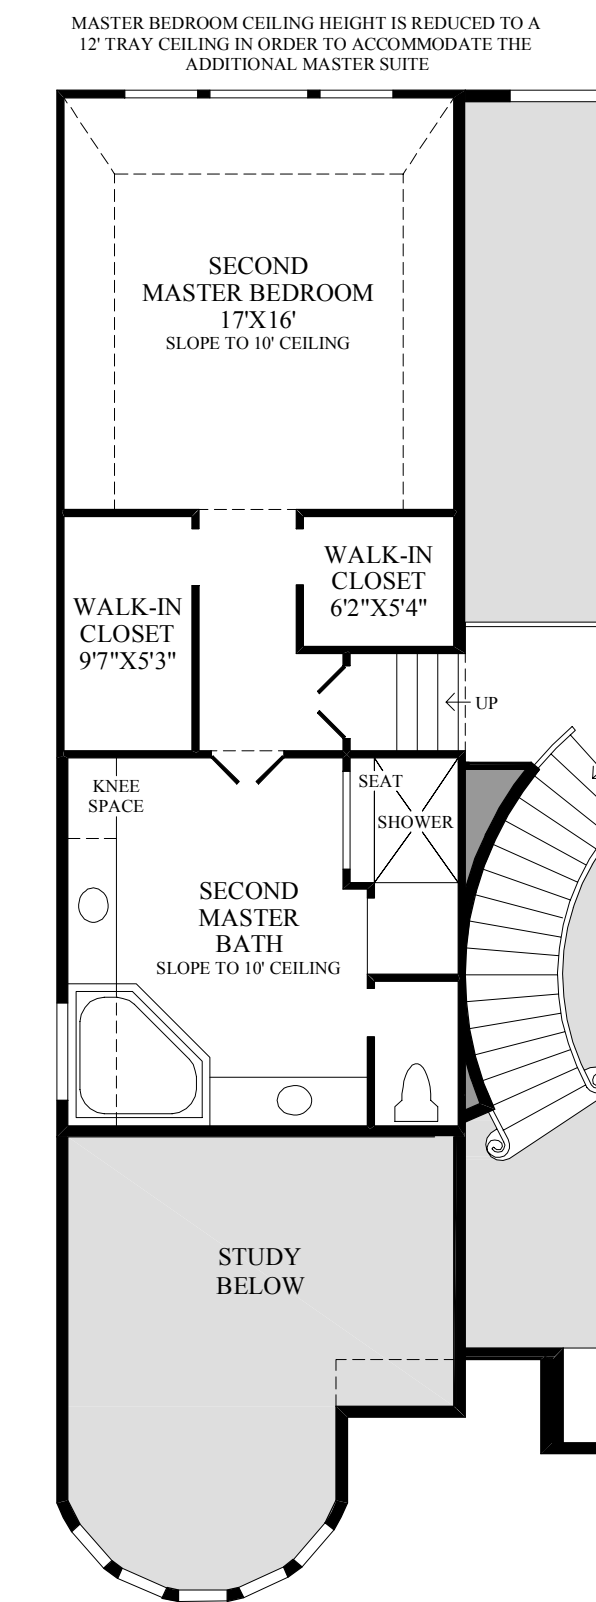 MASTER BEDROOM CEILING HEIGHT IS REDUCED TO A
12' TRAY CEILING IN ORDER TO ACCOMMODATE THE
ADDITIONAL MASTER SUITE
SECOND
MASTER BEDROOM
17'X16'
SLOPE TO 10' CEILING
WALK-IN
CLOSET
6'2"X5'4"
WALK-IN
CLOSET
9'7"X5'3"
UP
KNEE
SPACE
SEAT
SHOWER
SECOND
MASTER
BATH
SLOPE TO 10' CEILING
STUDY
BELOW